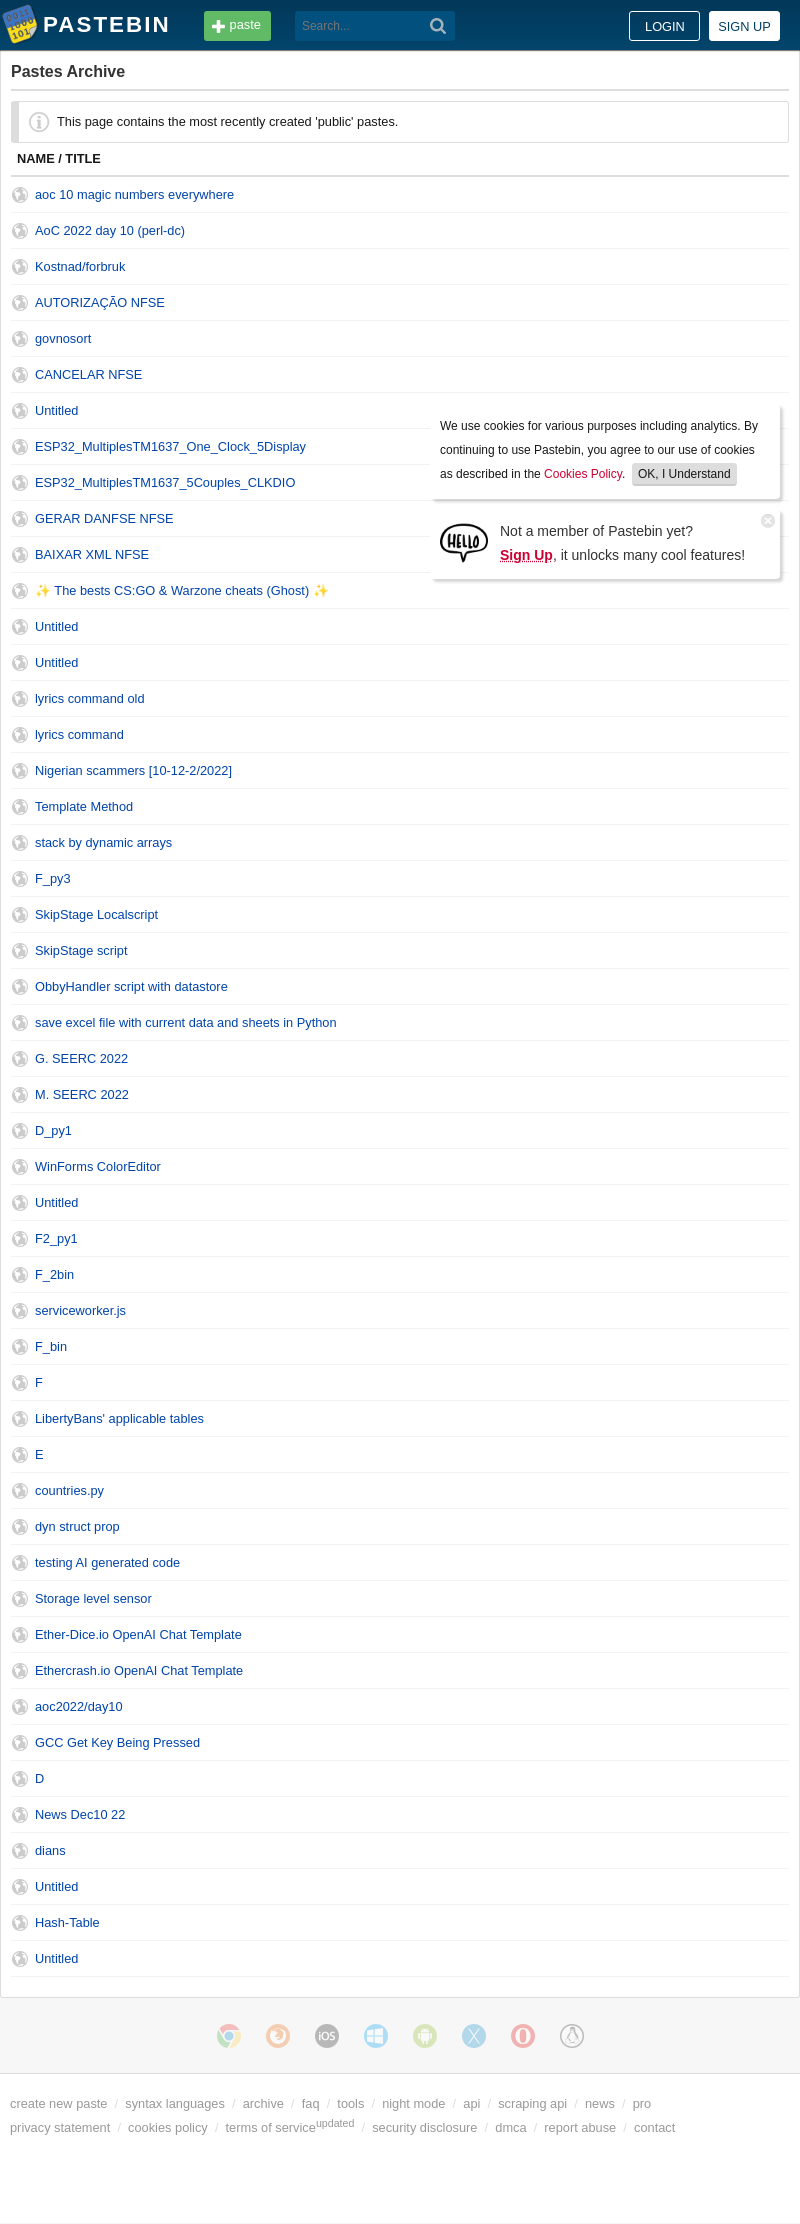 PASTEBIN paste Search... LOGIN SIGN UP
Pastes Archive
This page contains the most recently created 'public' pastes.
NAME / TITLE
aoc 10 magic numbers everywhere
AoC 2022 day 10 (perl-dc)
Kostnad/forbruk
AUTORIZAÇÃO NFSE
govnosort
CANCELAR NFSE
Untitled
ESP32_MultiplesTM1637_One_Clock_5Display
ESP32_MultiplesTM1637_5Couples_CLKDIO
GERAR DANFSE NFSE
BAIXAR XML NFSE
✨ The bests CS:GO & Warzone cheats (Ghost) ✨
Untitled
Untitled
lyrics command old
lyrics command
Nigerian scammers [10-12-2/2022]
Template Method
stack by dynamic arrays
F_py3
SkipStage Localscript
SkipStage script
ObbyHandler script with datastore
save excel file with current data and sheets in Python
G. SEERC 2022
M. SEERC 2022
D_py1
WinForms ColorEditor
Untitled
F2_py1
F_2bin
serviceworker.js
F_bin
F
LibertyBans' applicable tables
E
countries.py
dyn struct prop
testing AI generated code
Storage level sensor
Ether-Dice.io OpenAI Chat Template
Ethercrash.io OpenAI Chat Template
aoc2022/day10
GCC Get Key Being Pressed
D
News Dec10 22
dians
Untitled
Hash-Table
Untitled
We use cookies for various purposes including analytics. By
continuing to use Pastebin, you agree to our use of cookies
as described in the Cookies Policy. OK, I Understand
HELLO
Not a member of Pastebin yet?
Sign Up, it unlocks many cool features!
iOS
create new paste / syntax languages / archive / faq / tools / night mode / api / scraping api / news / pro
privacy statement / cookies policy / terms of service updated / security disclosure / dmca / report abuse / contact